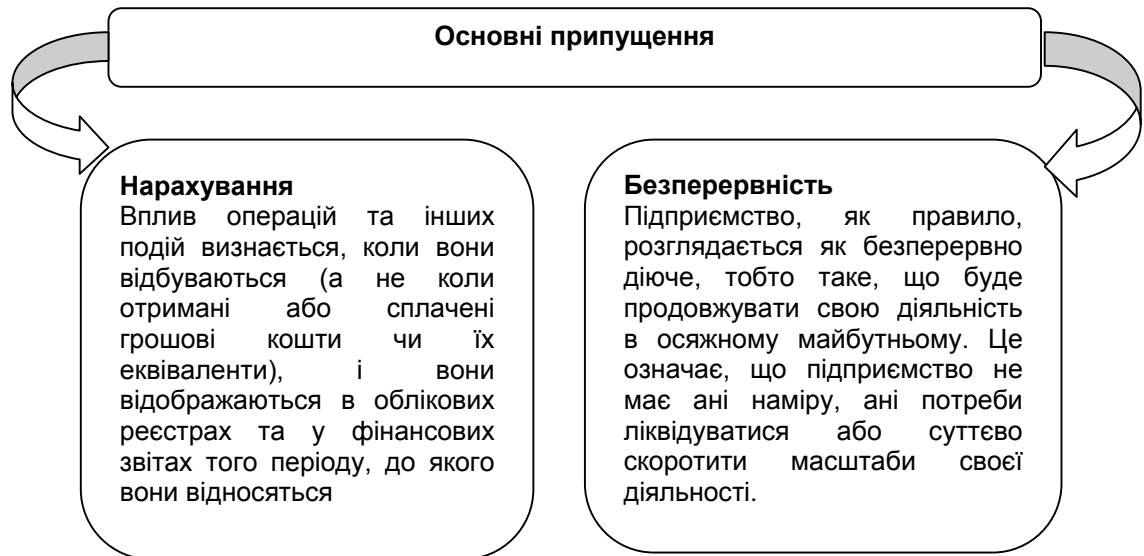 Основні припущення
Нарахування
Вплив операцій та інших
подій визнається, коли вони
відбуваються (а не коли
отримані або сплачені
грошові кошти чи їх
еквіваленти), і вони
відображаються в облікових
реєстрах та у фінансових
звітах того періоду, до якого
вони відносяться
Безперервність
Підприємство, як правило,
розглядається як безперервно
діюче, тобто таке, що буде
продовжувати свою діяльність
в осяжному майбутньому. Це
означає, що підприємство не
має ані наміру, ані потреби
ліквідуватися або суттєво
скоротити масштаби своєї
діяльності.